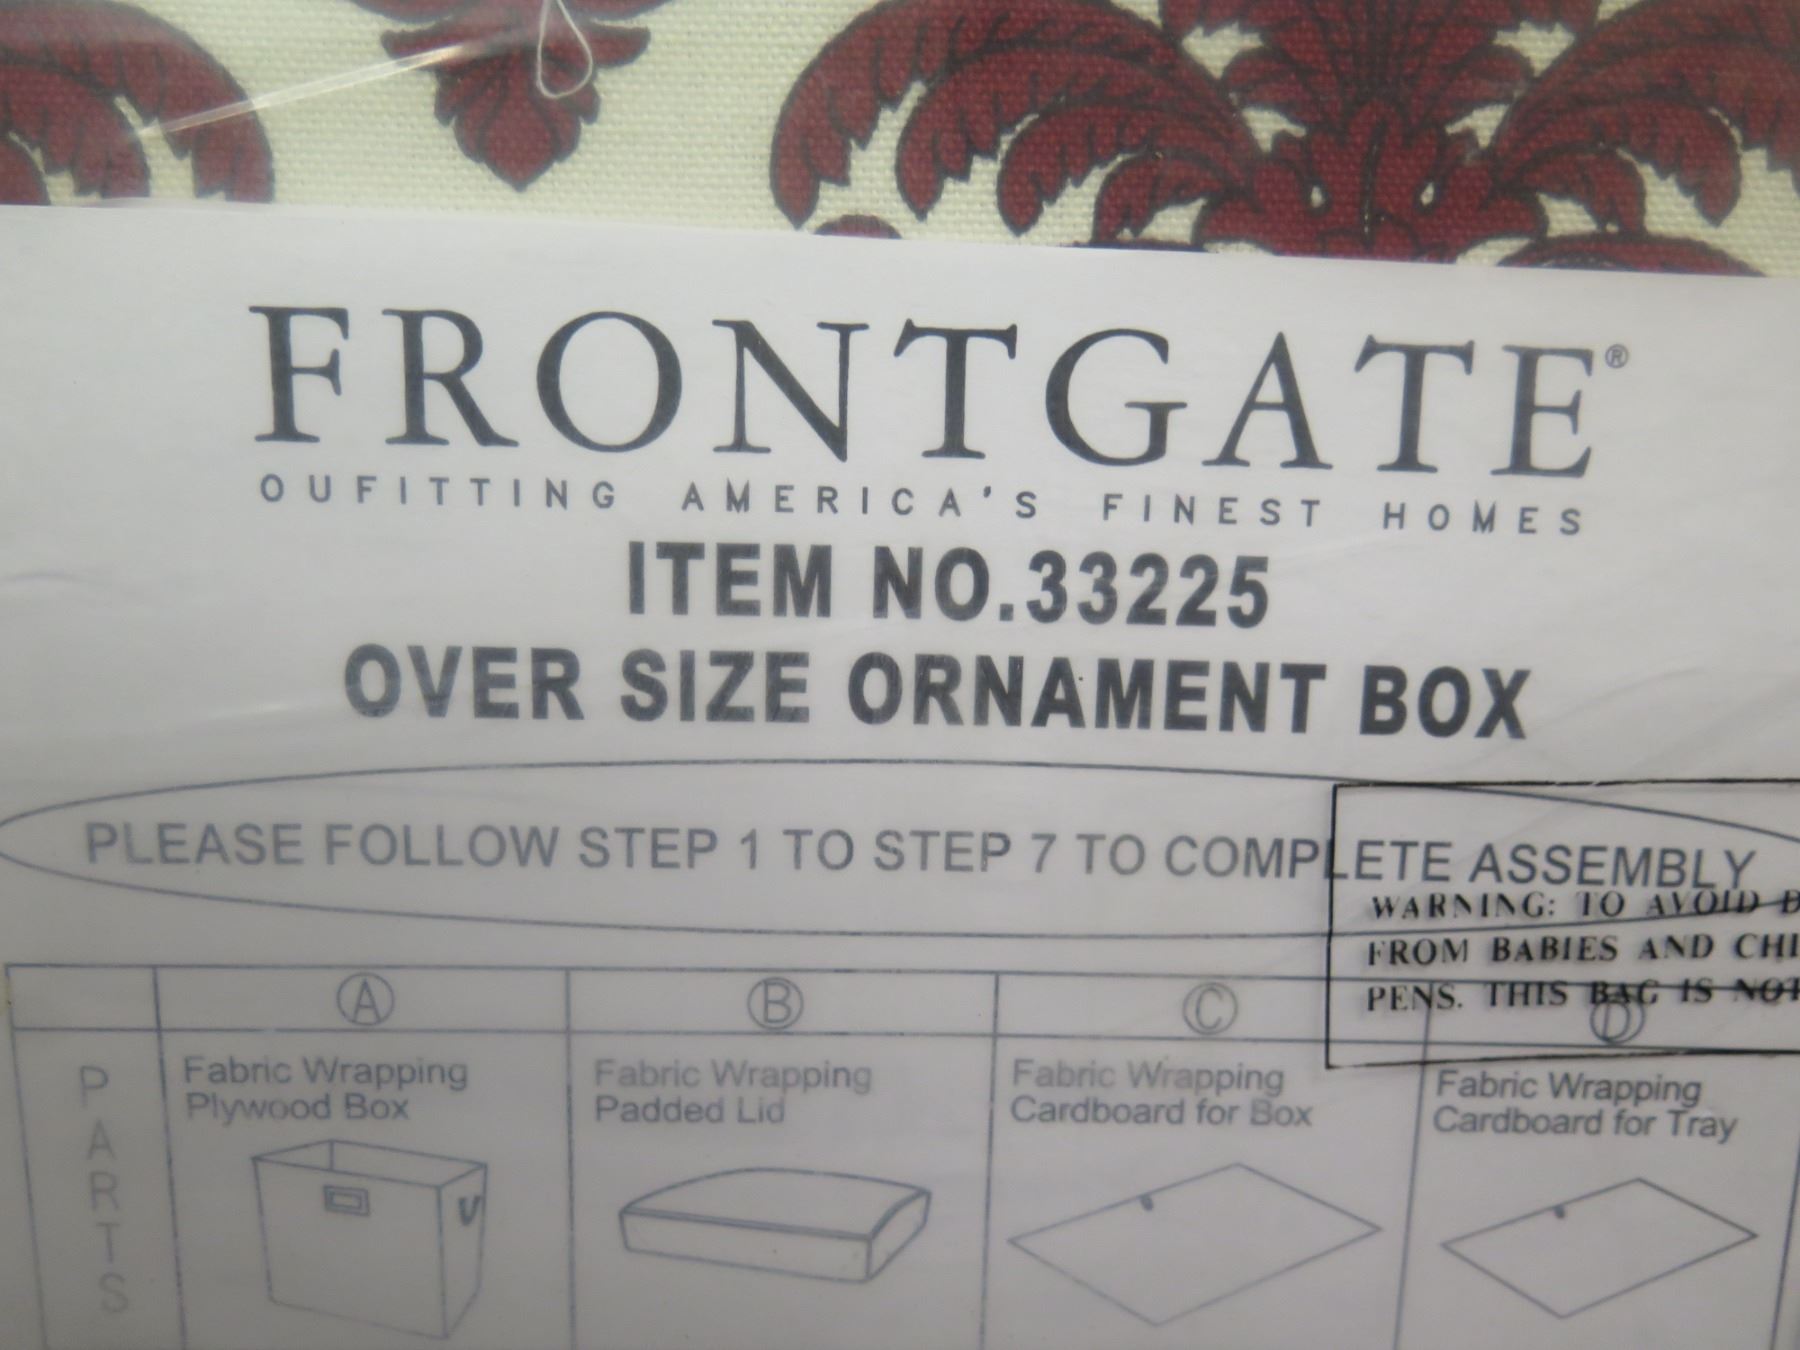 FRONTGATE®
OUFITTING AMERICA'S FINEST HOMES
ITEM NO.33225
OVER SIZE ORNAMENT BOX
PLEASE FOLLOW STEP 1 TO STEP 7 TO COMPLETE ASSEMBLY
WARNING: TO AVOID
FROM BABIES AND
PENS. THIS BAG IS
PARTS
A
B
C
D
Fabric Wrapping
Plywood Box
Fabric Wrapping
Padded Lid
Fabric Wrapping
Cardboard for Box
Fabric Wrapping
Cardboard for Tray